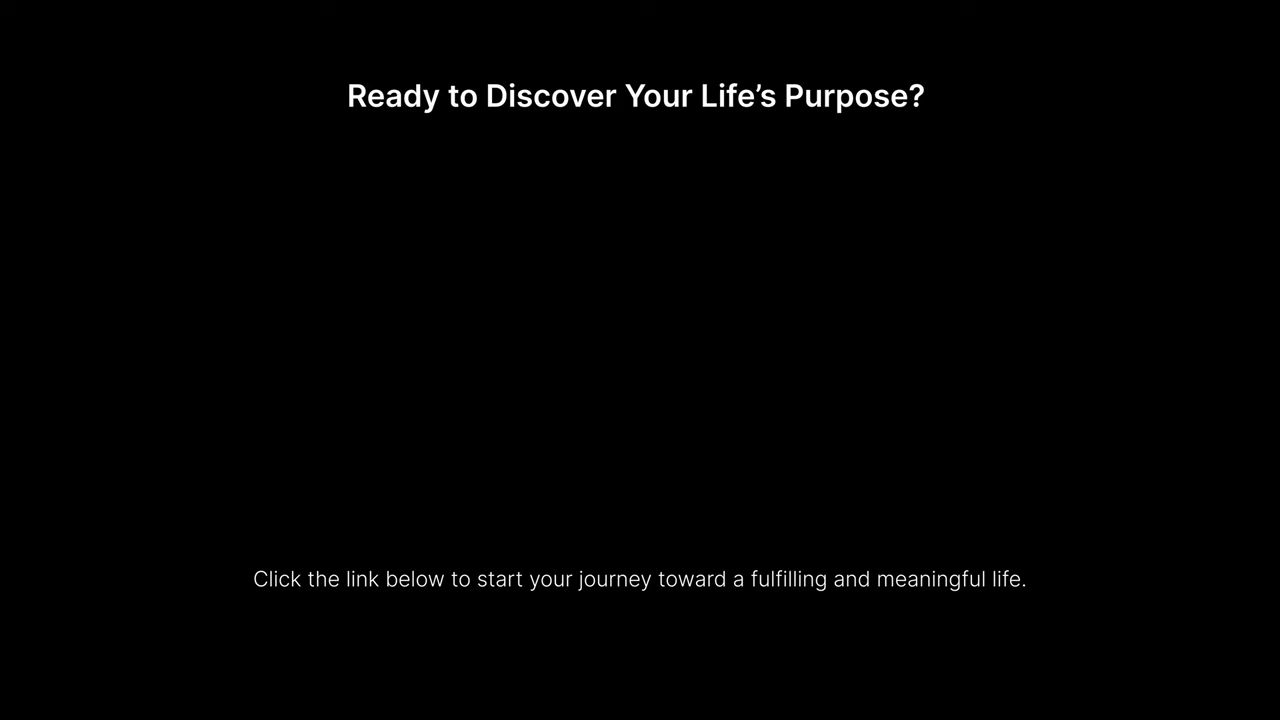 Ready to Discover Your Life’s Purpose?
Click the link below to start your journey toward a fulfilling and meaningful life.